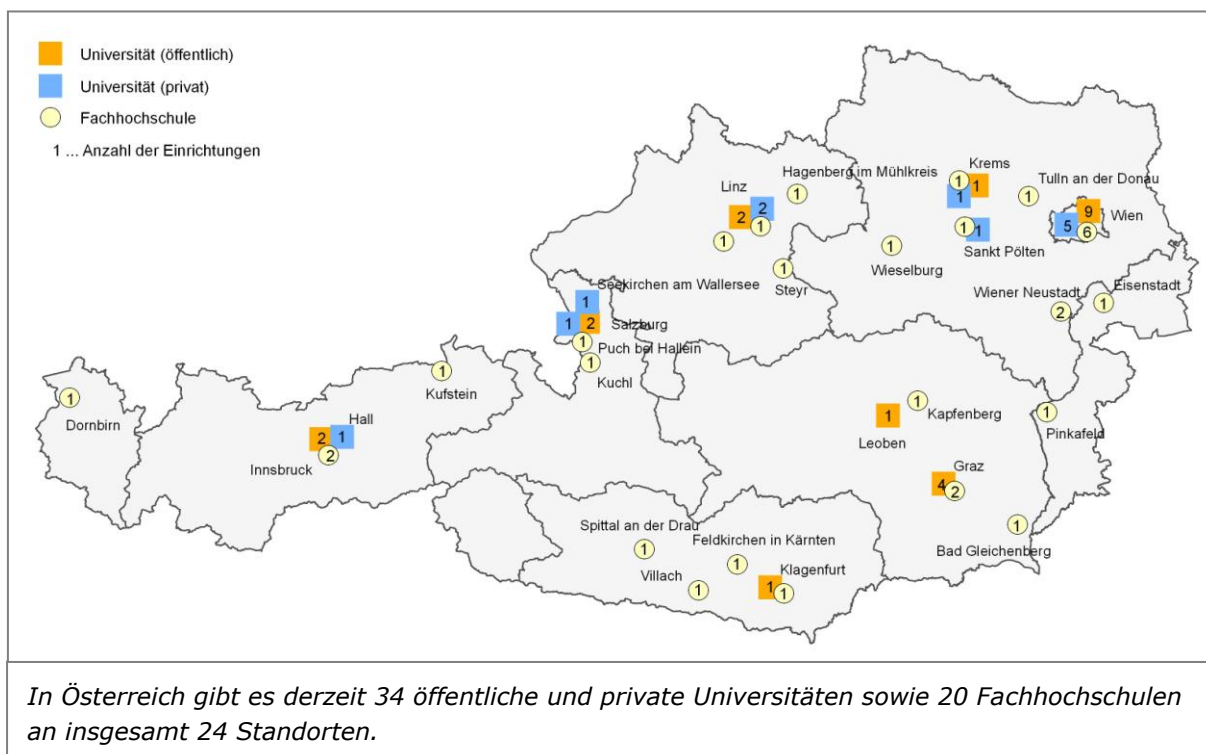 Universität (öffentlich)
Universität (privat)
Fachhochschule
1 ... Anzahl der Einrichtungen
Hagenberg im Mühlkreis
1
Linz
2
2
1
1
Steyr
1
Krems
1
1
1
Tulln an der Donau
1
Wien
9
5
6
1
1
Sankt Pölten
Wieselburg
1
Wiener Neustadt
2
Eisenstadt
1
Seekirchen am Wallersee
1
1
2
Salzburg
1
Puch bei Hallein
1
Kuchl
1
Kufstein
1
Dornbirn
Hall
2
1
2
Innsbruck
1
Kapfenberg
1
Leoben
1
Pinkafeld
Graz
4
2
1
Bad Gleichenberg
Spittal an der Drau
1
Feldkirchen in Kärnten
1
Villach
1
Klagenfurt
1
1
In Österreich gibt es derzeit 34 öffentliche und private Universitäten sowie 20 Fachhochschulen
an insgesamt 24 Standorten.